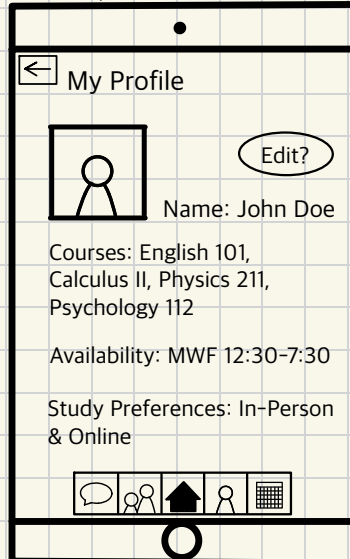 My Profile
Edit?
Name: John Doe
Courses: English 101,
Calculus II, Physics 211,
Psychology 112
Availability: MWF 12:30-7:30
Study Preferences: In-Person
& Online